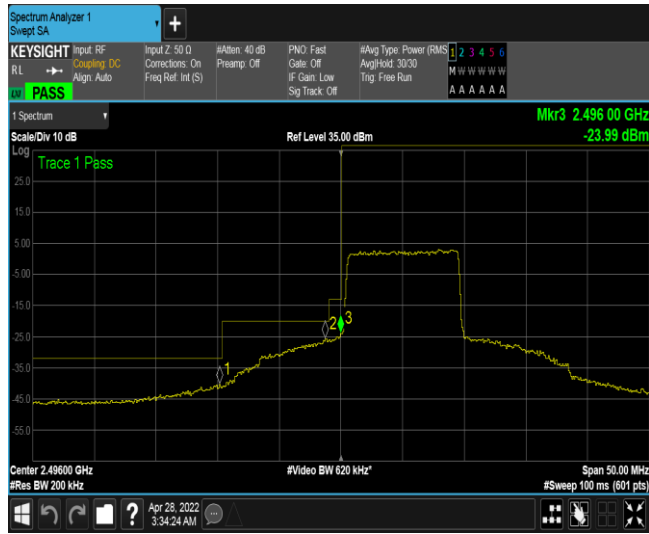 Spectrum Analyzer 1
Swept SA
+
KEYSIGHT
RL
LXI PASS
Input: RF
Coupling: DC
Align: Auto
Input Z: 50 Ω
Corrections: On
Freq Ref: Int (S)
#Atten: 40 dB
Preamp: Off
PNO: Fast
Gate: Off
IF Gain: Low
Sig Track: Off
#Avg Type: Power (RMS
Avg|Hold: 30/30
Trig: Free Run
1 2 3 4 5 6
M W W W W W
A A A A A A
1 Spectrum
Mkr3 2.496 00 GHz
Scale/Div 10 dB
Ref Level 35.00 dBm
-23.99 dBm
Log
Trace 1 Pass
25.0
15.0
5.00
-5.00
-15.0
2 3
-25.0
1
-35.0
-45.0
-55.0
Center 2.49600 GHz
#Video BW 620 kHz*
Span 50.00 MHz
#Res BW 200 kHz
#Sweep 100 ms (601 pts)
?
Apr 28, 2022
3:34:24 AM